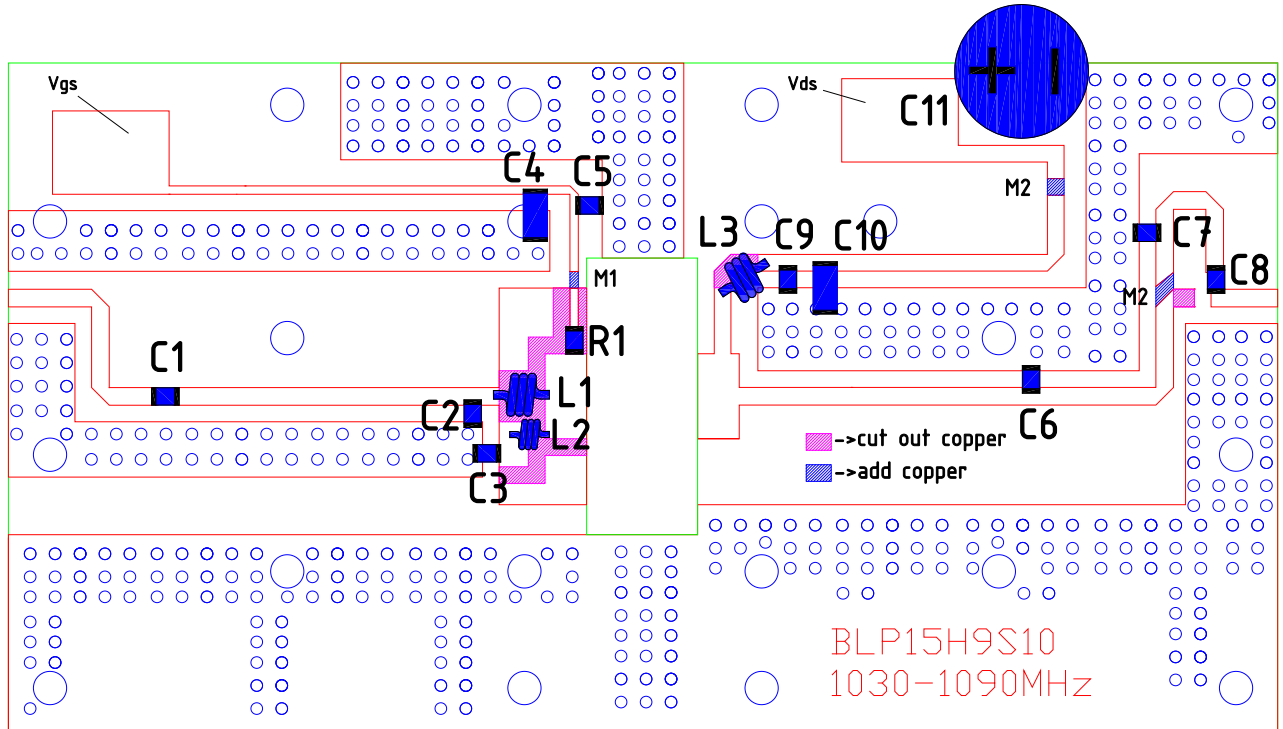 Vgs
Vds
C11
+ -
C4
C5
M2
L3
C9
C10
C7
C8
M1
M2
R1
C1
L1
C2
L2
C6
C3
->cut out copper
->add copper
BLP15H9S10
1030-1090MHz